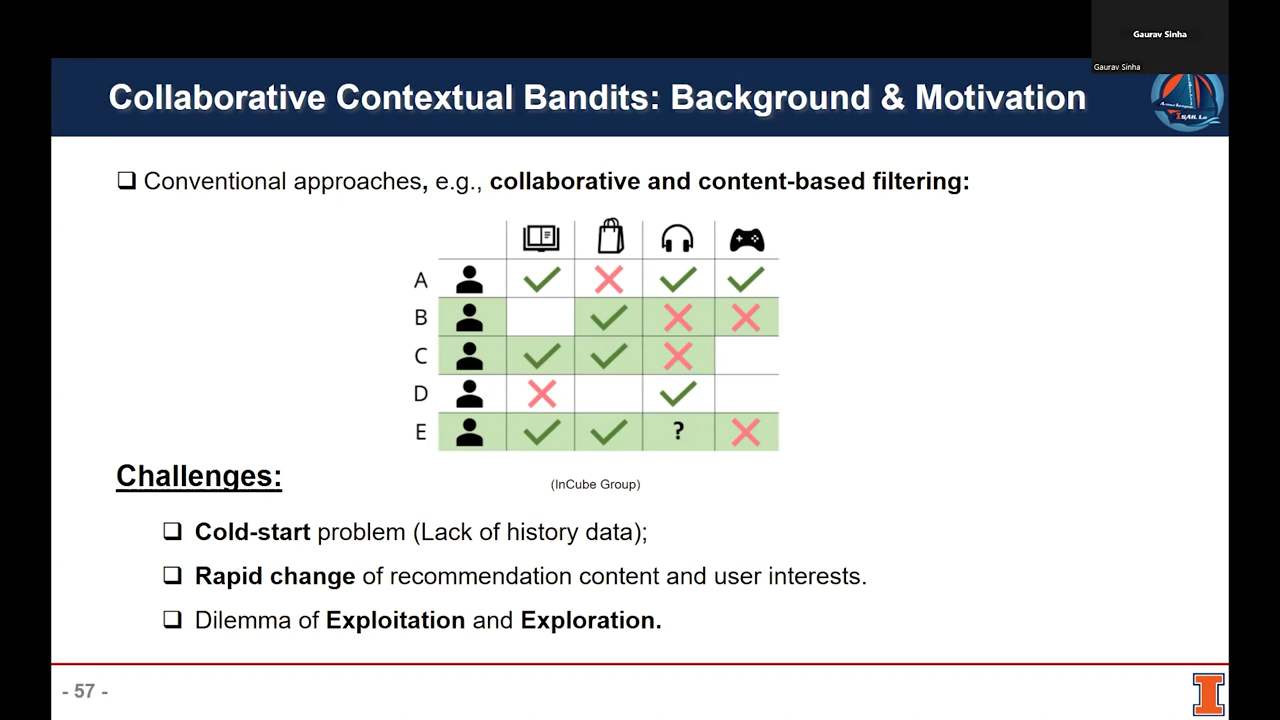 Gaurav Sinha
Gaurav Sinha
Collaborative Contextual Bandits: Background & Motivation
Conventional approaches, e.g., collaborative and content-based filtering:
A
B
C
D
E ?
Challenges:
(InCube Group)
Cold-start problem (Lack of history data);
Rapid change of recommendation content and user interests.
Dilemma of Exploitation and Exploration.
- 57 -
I